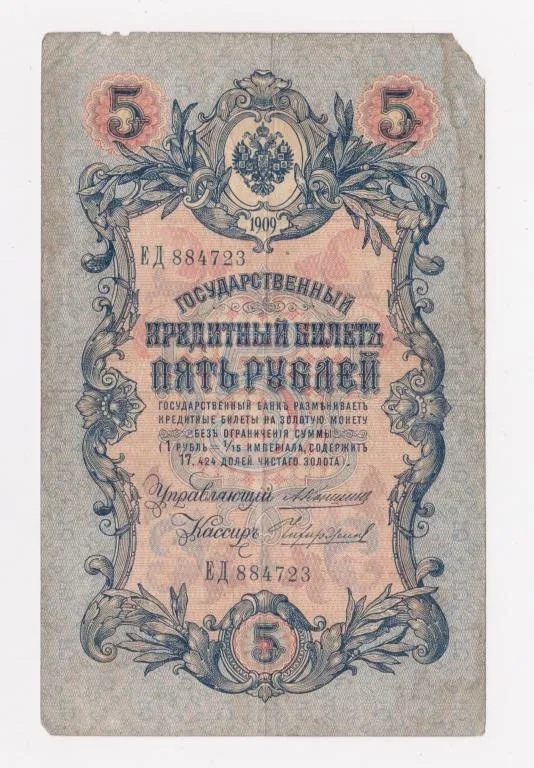 5 5
1909
ЕД 884723
ГОСУДАРСТВЕННЫЙ
КРЕДИТНЫЙ БИЛЕТЪ
ПЯТЬ РУБЛЕЙ
ГОСУДАРСТВЕННЫЙ БАНКЪ РАЗМѢНИВАЕТЪ
КРЕДИТНЫЕ БИЛЕТЫ НА ЗОЛОТУЮ МОНЕТУ
БЕЗЪ ОГРАНИЧЕНІЯ СУММЫ
(1 РУБЛЬ = 1/15 ИМПЕРІАЛА, СОДЕРЖИТЪ
17,424 ДОЛЕЙ ЧИСТАГО ЗОЛОТА).
Управляющій
Кассиръ
ЕД 884723
5